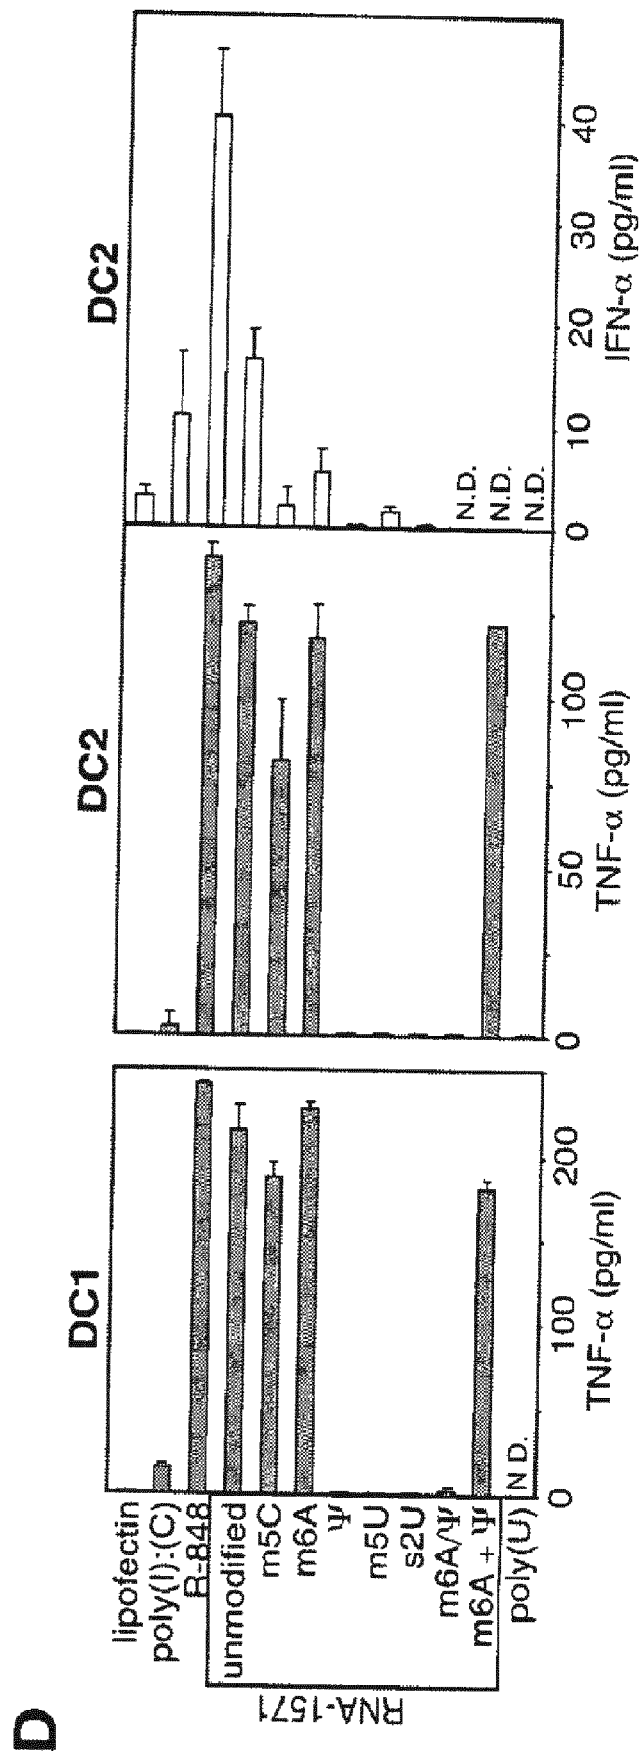 D
DC1
DC2
DC2
lipofectin
poly(I):(C)
R-848
RNA-1571
unmodified
m5C
m6A
Ψ
m5U
s2U
m6A/Ψ
m6A + Ψ
poly(U)
N.D.
0 100 200
TNF-α (pg/ml)
0 50 100
TNF-α (pg/ml)
N.D.
N.D.
N.D.
0 10 20 30 40
IFN-α (pg/ml)